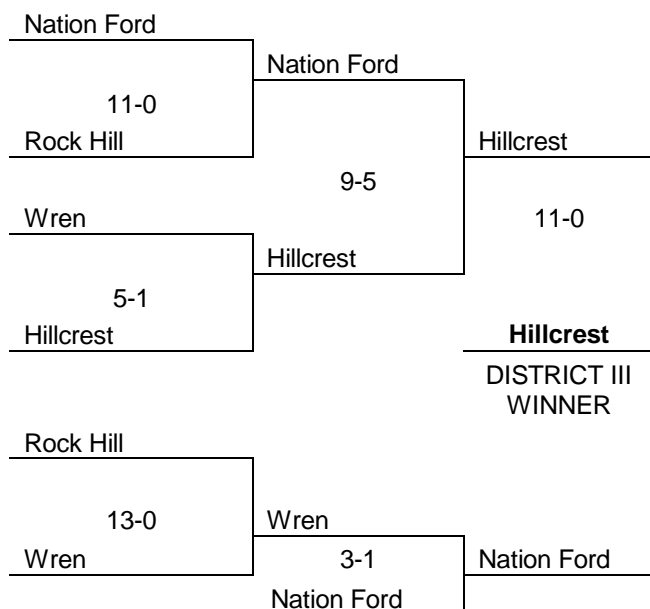 Nation Ford
Nation Ford
11-0
Rock Hill
Hillcrest
9-5
Wren
11-0
Hillcrest
5-1
Hillcrest
Hillcrest
DISTRICT III
WINNER
Rock Hill
13-0
Wren
Wren
3-1
Nation Ford
Nation Ford